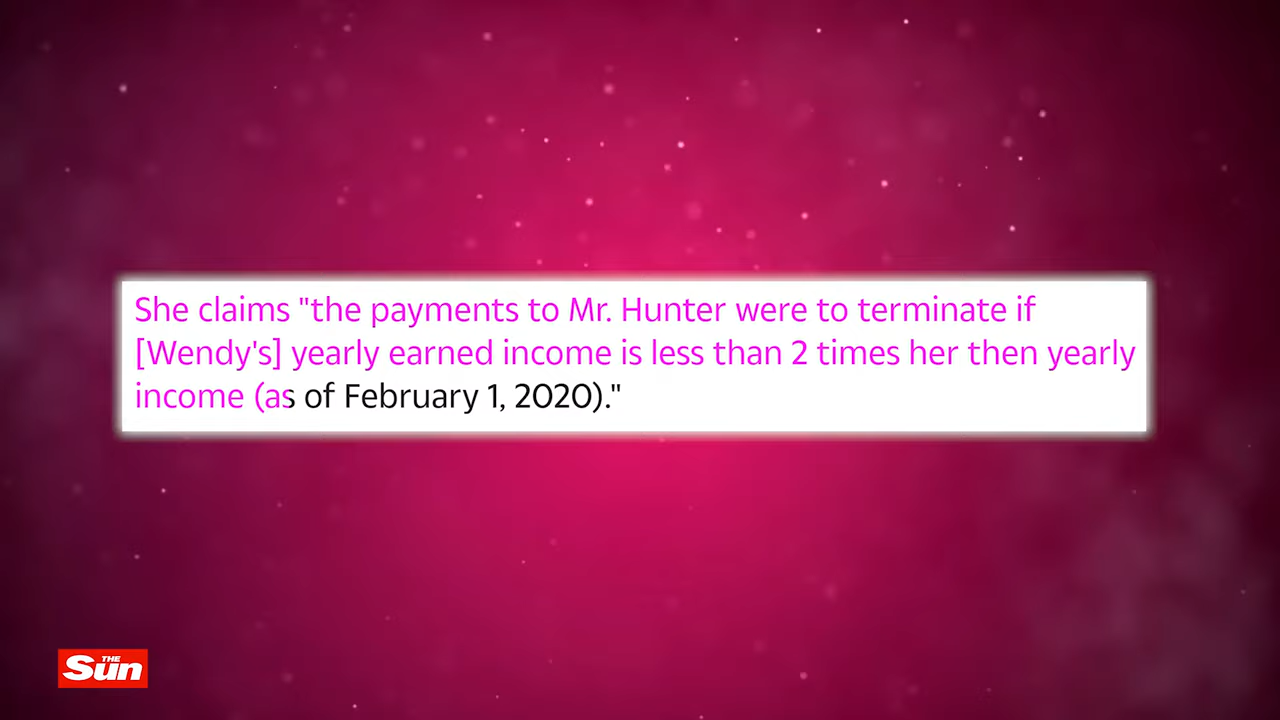 She claims "the payments to Mr. Hunter were to terminate if
[Wendy's] yearly earned income is less than 2 times her then yearly
income (as of February 1, 2020)."
THE
Sun